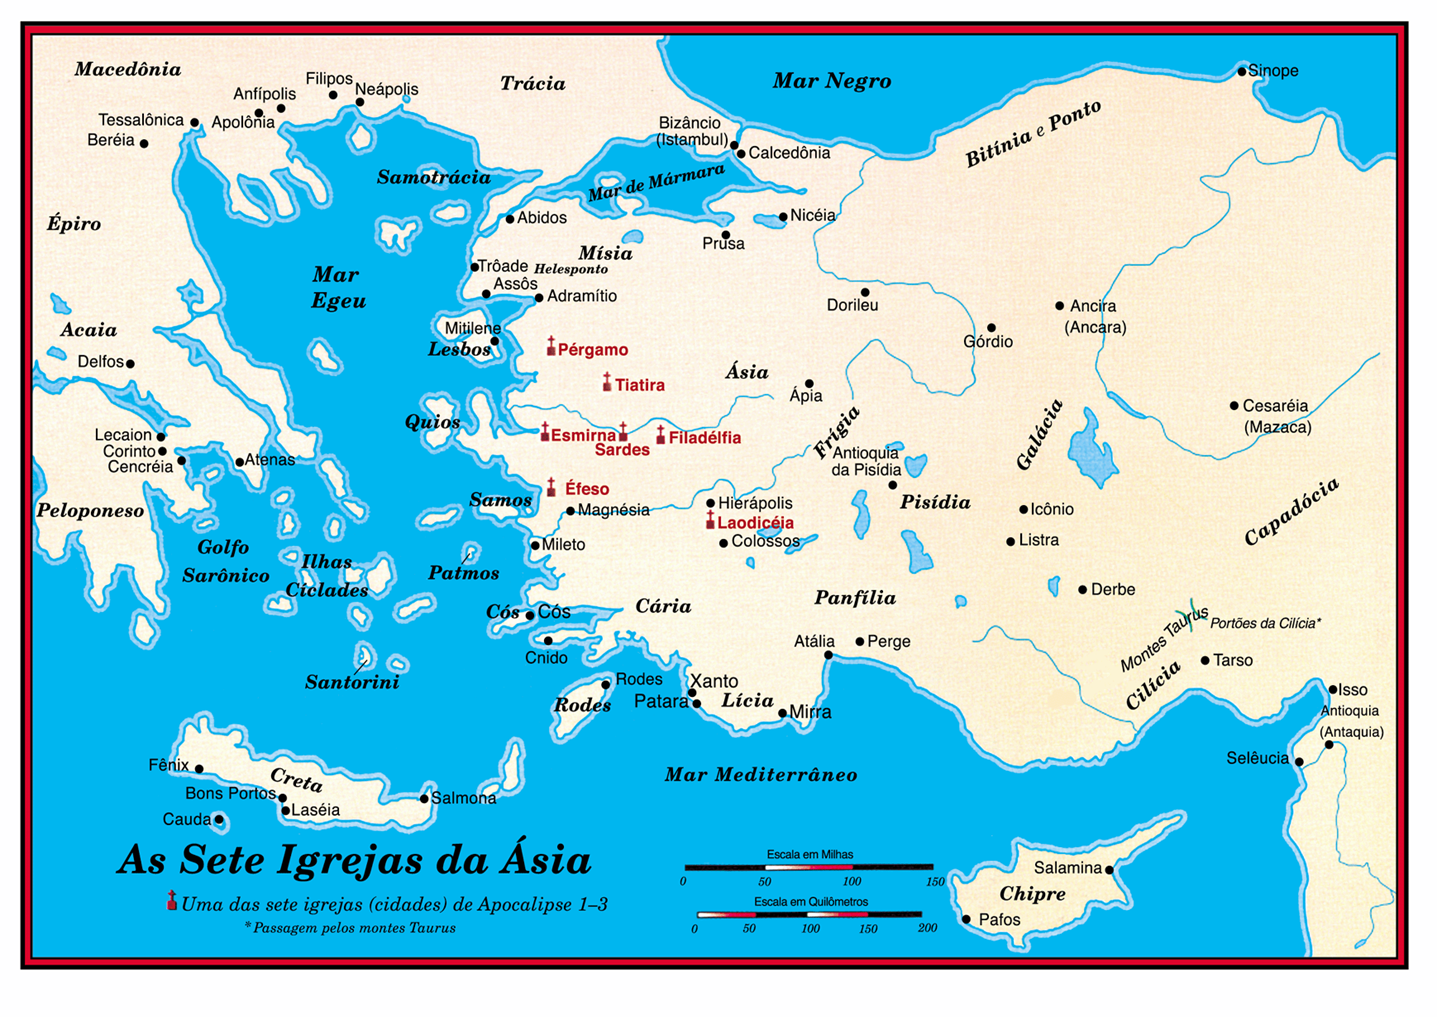 Macedônia
Filipos
Neápolis
Anfípolis
Apolônia
Tessalônica
Beréia
Trácia
Mar Negro
Sinope
Bitínia e Ponto
Bizâncio
(Istambul)
Calcedônia
Samotrácia
Mar de Mármara
Épiro
Abidos
Nicéia
Prusa
Mísia
Mar
Egeu
Trôade
Helesponto
Assôs
Adramítio
Dorileu
Ancira
(Ancara)
Górdio
Acaia
Delfos
Mitilene
Lesbos
Pérgamo
Tiatira
Ásia
Ápia
Quios
Frígia
Galácia
Cesaréia
(Mazaca)
Lecaion
Corinto
Cencréia
Atenas
Esmirna
Sardes
Filadélfia
Antioquia
da Pisídia
Peloponeso
Samos
Éfeso
Magnésia
Hierápolis
Laodicéia
Colossos
Pisídia
Icônio
Listra
Capadócia
Golfo
Sarônico
Ilhas
Cíclades
Patmos
Mileto
Cós
Cós
Cária
Panfília
Derbe
Montes Taurus
Portões da Cilícia*
Cnido
Atália
Perge
Cilícia
Tarso
Santorini
Rodes
Rodes
Xanto
Patara
Lícia
Mirra
Isso
Antioquia
(Antaquia)
Selêucia
Fênix
Creta
Bons Portos
Laséia
Cauda
Salmona
Mar Mediterrâneo
As Sete Igrejas da Ásia
Uma das sete igrejas (cidades) de Apocalipse 1–3
*Passagem pelos montes Taurus
Escala em Milhas
0 50 100 150
Escala em Quilômetros
0 50 100 150 200
Salamina
Chipre
Pafos